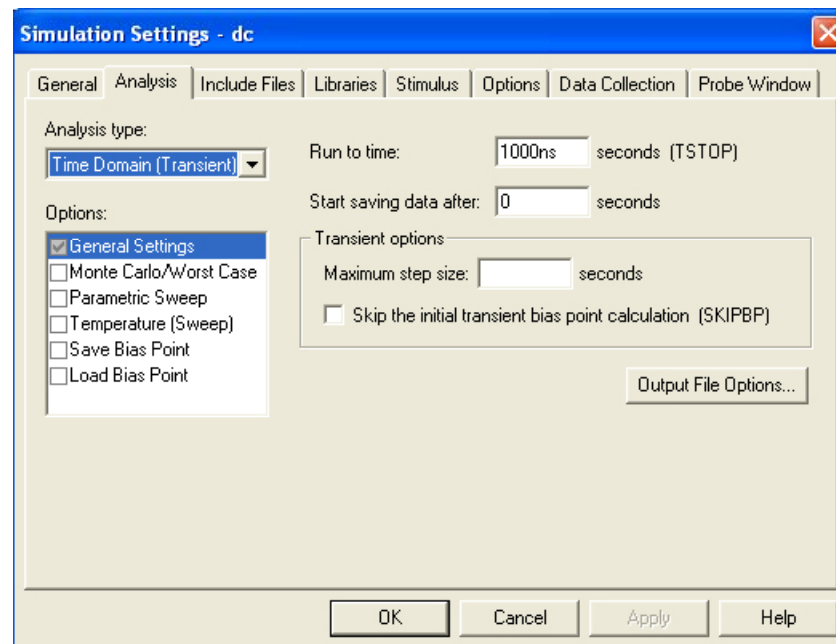 Simulation Settings - dc
General Analysis Include Files Libraries Stimulus Options Data Collection Probe Window
Analysis type:
Time Domain (Transient)
Run to time: 1000ns seconds (TSTOP)
Start saving data after: 0 seconds
Options:
General Settings
Monte Carlo/Worst Case
Parametric Sweep
Temperature (Sweep)
Save Bias Point
Load Bias Point
Transient options
Maximum step size: seconds
Skip the initial transient bias point calculation (SKIPBP)
Output File Options...
OK Cancel Apply Help